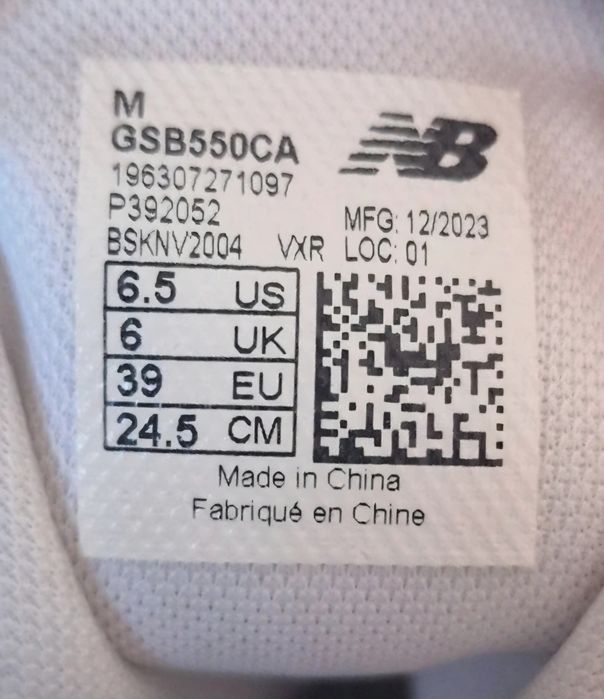 M
GSB550CA
NB
196307271097
P392052
MFG: 12/2023
BSKNV2004 VXR LOC: 01
6.5 US
6 UK
39 EU
24.5 CM
Made in China
Fabriqué en Chine